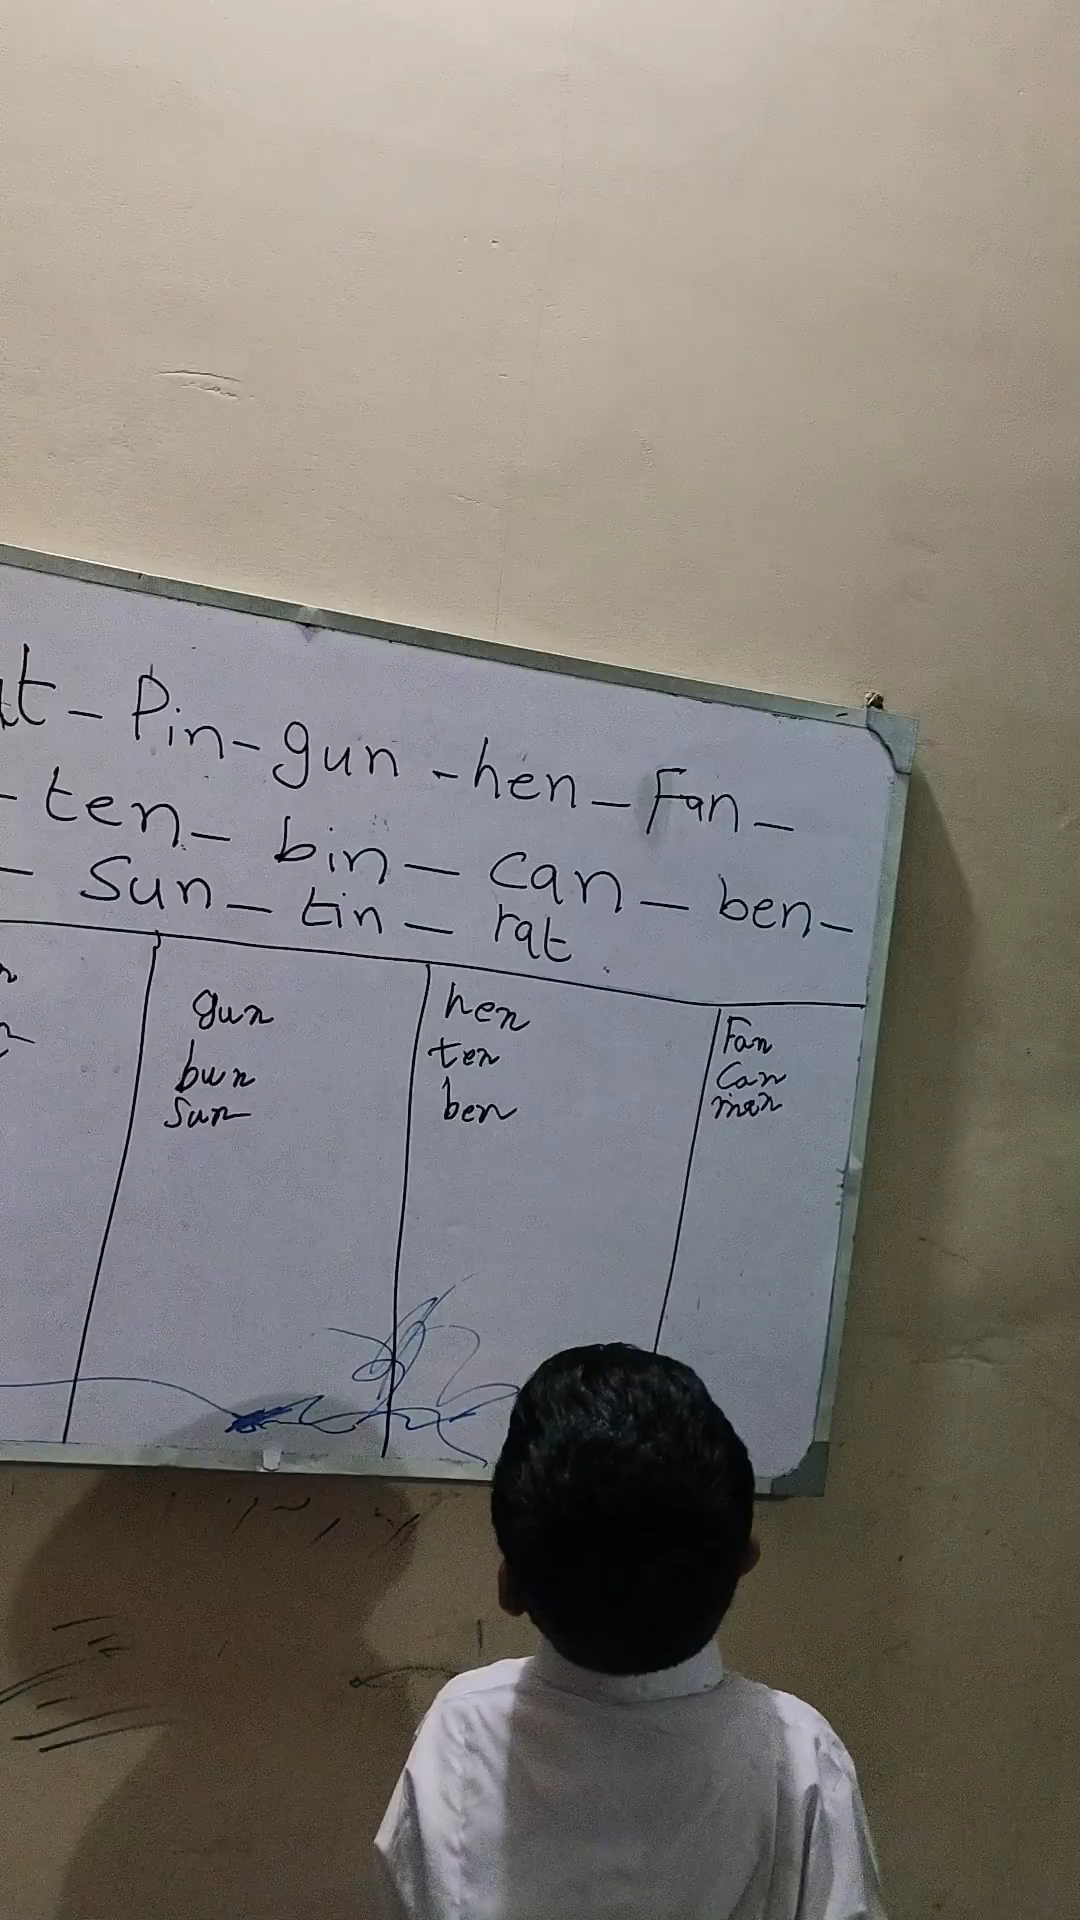 t - Pin - gun - hen - Fan -
- ten - bin - can - ben -
- Sun - tin - rat
gun
bun
sun
hen
ten
ben
Fan
Can
man